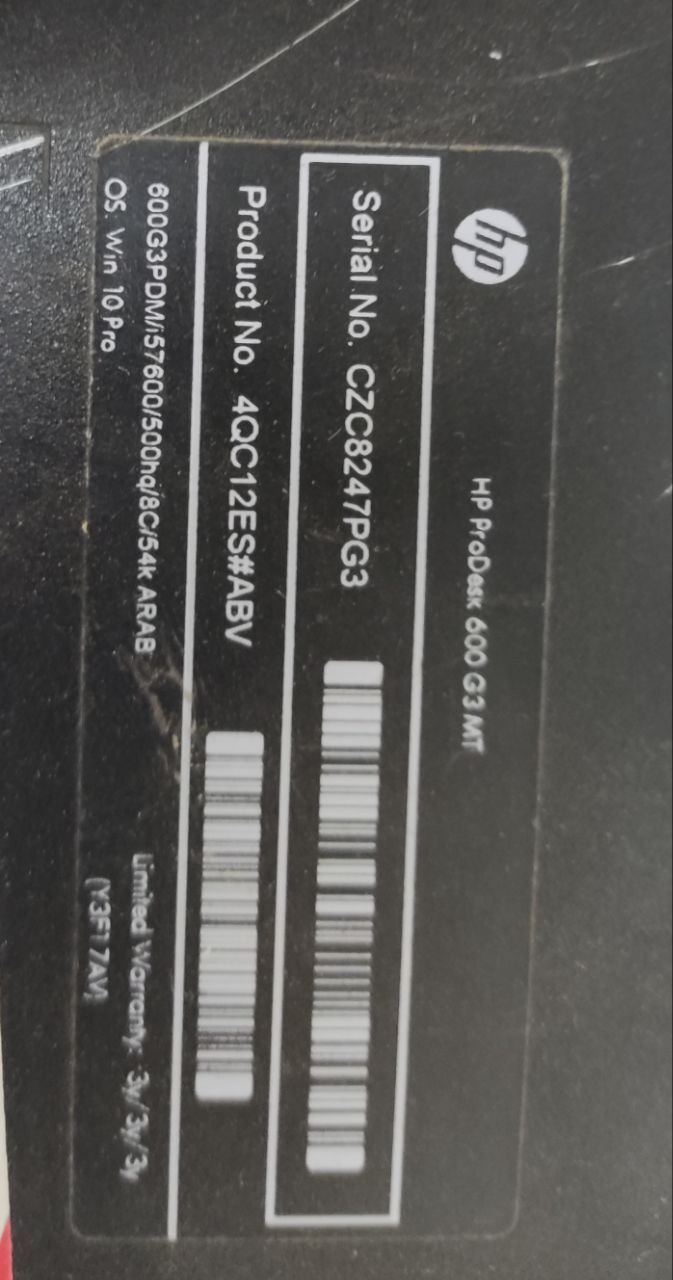 hp
HP ProDesk 600 G3 MT
Serial No. CZC8247PG3
Product No. 4QC12ES#ABV
600G3PDM/i57600/500hq/8C/54k ARAB Limited Warranty: 3y/3y/3y
OS Win 10 Pro (Y3F17AV)